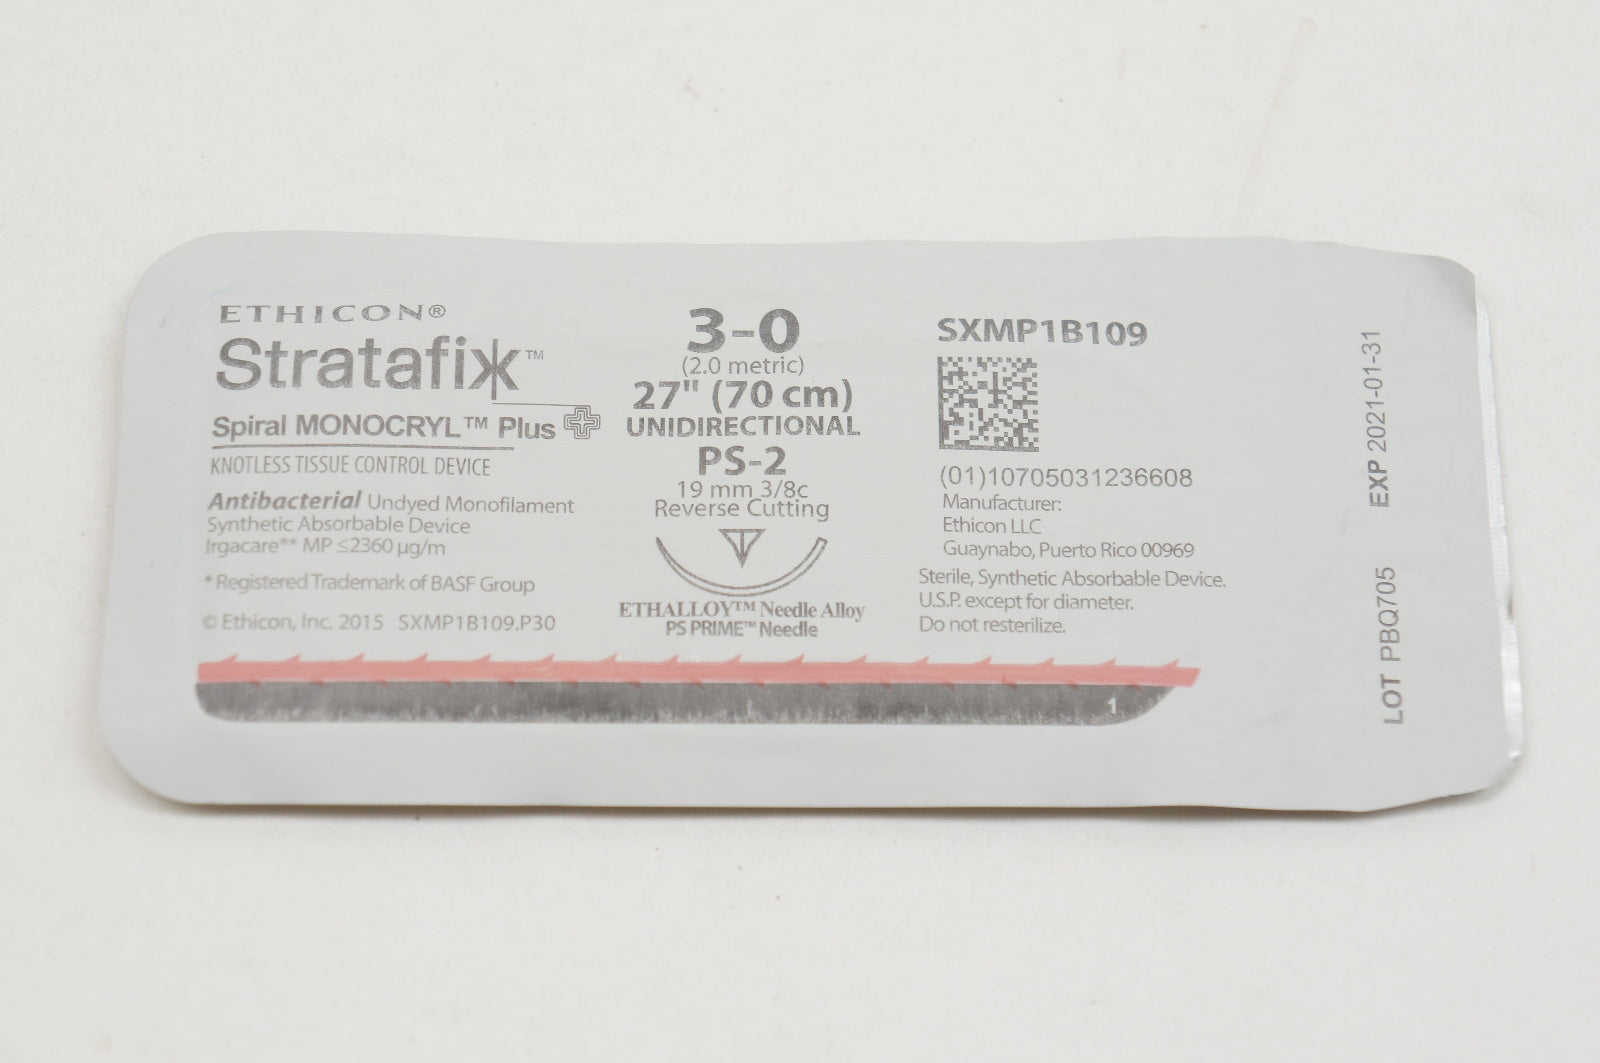 ETHICON®
Stratafix™
Spiral MONOCRYL™ Plus
KNOTLESS TISSUE CONTROL DEVICE
Antibacterial Undyed Monofilament
Synthetic Absorbable Device
Irgacare®* MP ≤2360 µg/m
* Registered Trademark of BASF Group
© Ethicon, Inc. 2015 SXMP1B109.P30
3-0
(2.0 metric)
27" (70 cm)
UNIDIRECTIONAL
PS-2
19 mm 3/8c
Reverse Cutting
ETHALLOY™ Needle Alloy
PS PRIME™ Needle
SXMP1B109
(01)10705031236608
Manufacturer:
Ethicon LLC
Guaynabo, Puerto Rico 00969
Sterile, Synthetic Absorbable Device.
U.S.P. except for diameter.
Do not resterilize.
1
LOT PBQ705 EXP 2021-01-31